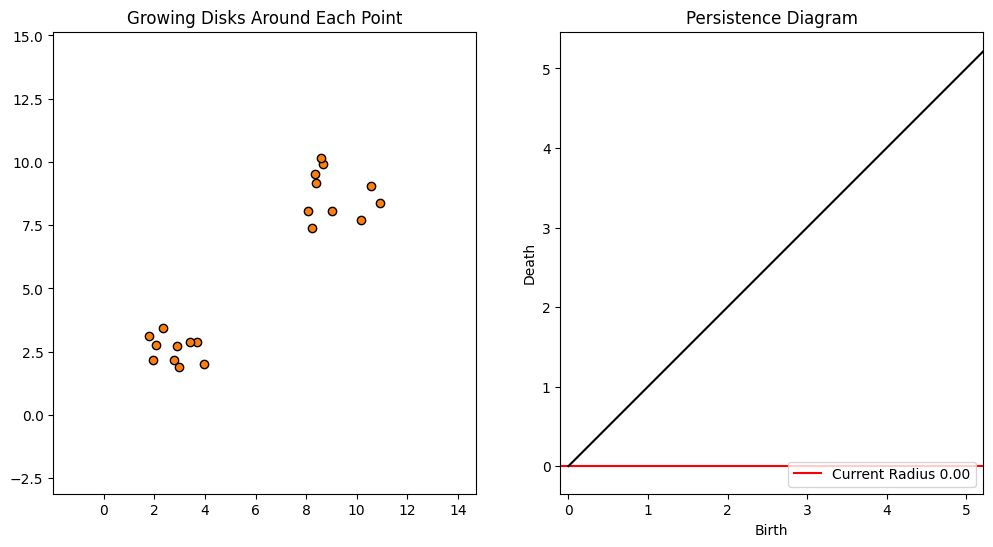 Growing Disks Around Each Point
15.0
12.5
10.0
7.5
5.0
2.5
0.0
−2.5
0 2 4 6 8 10 12 14
Persistence Diagram
Death
5
4
3
2
1
0
Current Radius 0.00
0 1 2 3 4 5
Birth